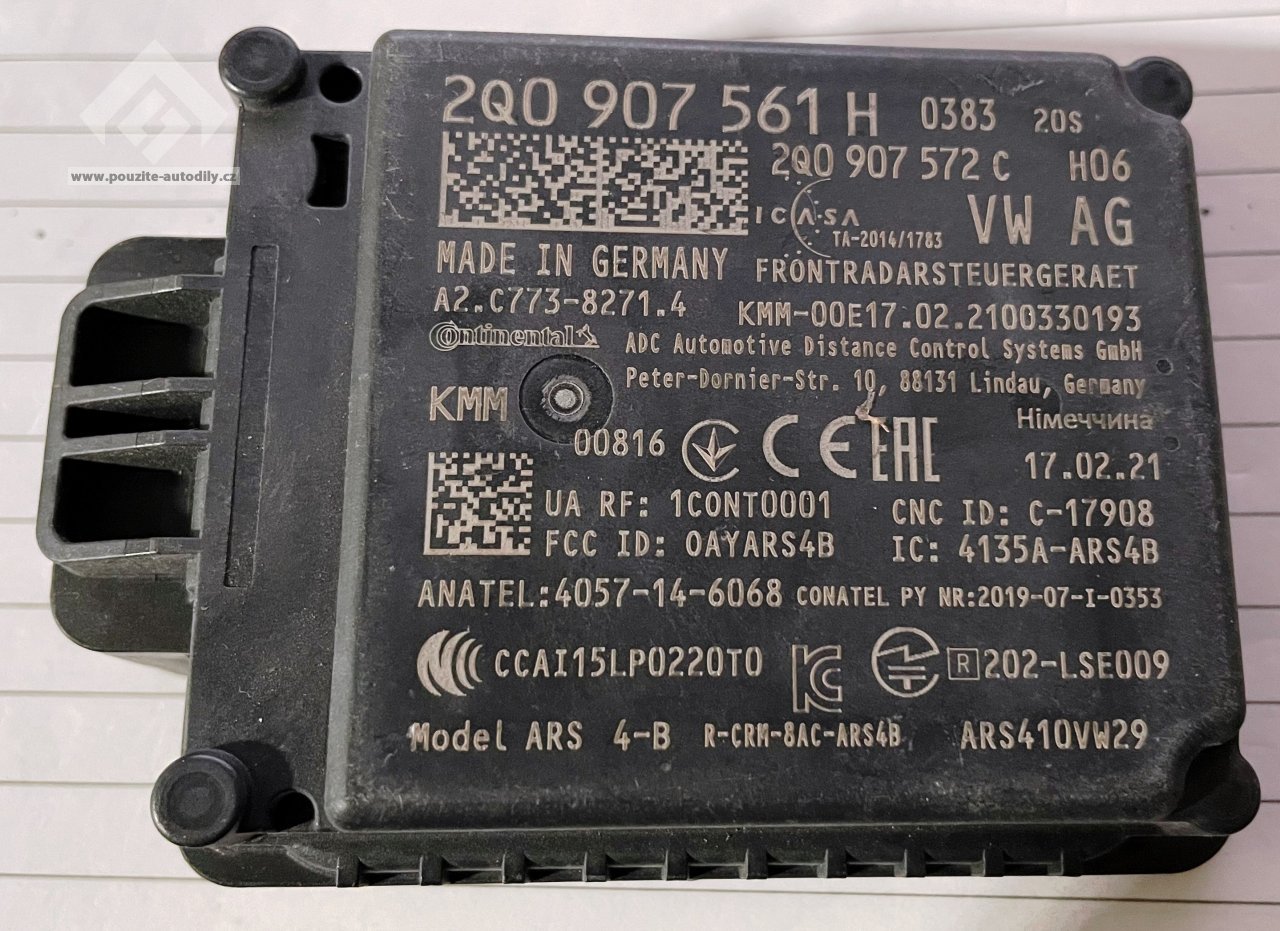 2Q0 907 561 H 0383 20S
2Q0 907 572 C H06
www.pouzite-autodily.cz
ICASA VW AG
TA-2014/1783
MADE IN GERMANY FRONTRADARSTEUERGERAET
A2.C773-8271.4 KMM-00E17.02.2100330193
Continental ADC Automotive Distance Control Systems GmbH
Peter-Dornier-Str. 10, 88131 Lindau, Germany
KMM Німеччина
00816 CE EAC 17.02.21
UA RF: 1CONT0001 CNC ID: C-17908
FCC ID: OAYARS4B IC: 4135A-ARS4B
ANATEL:4057-14-6068 CONATEL PY NR:2019-07-I-0353
CCAI15LP0220T0 KC R 202-LSE009
Model ARS 4-B R-CRM-8AC-ARS4B ARS410VW29